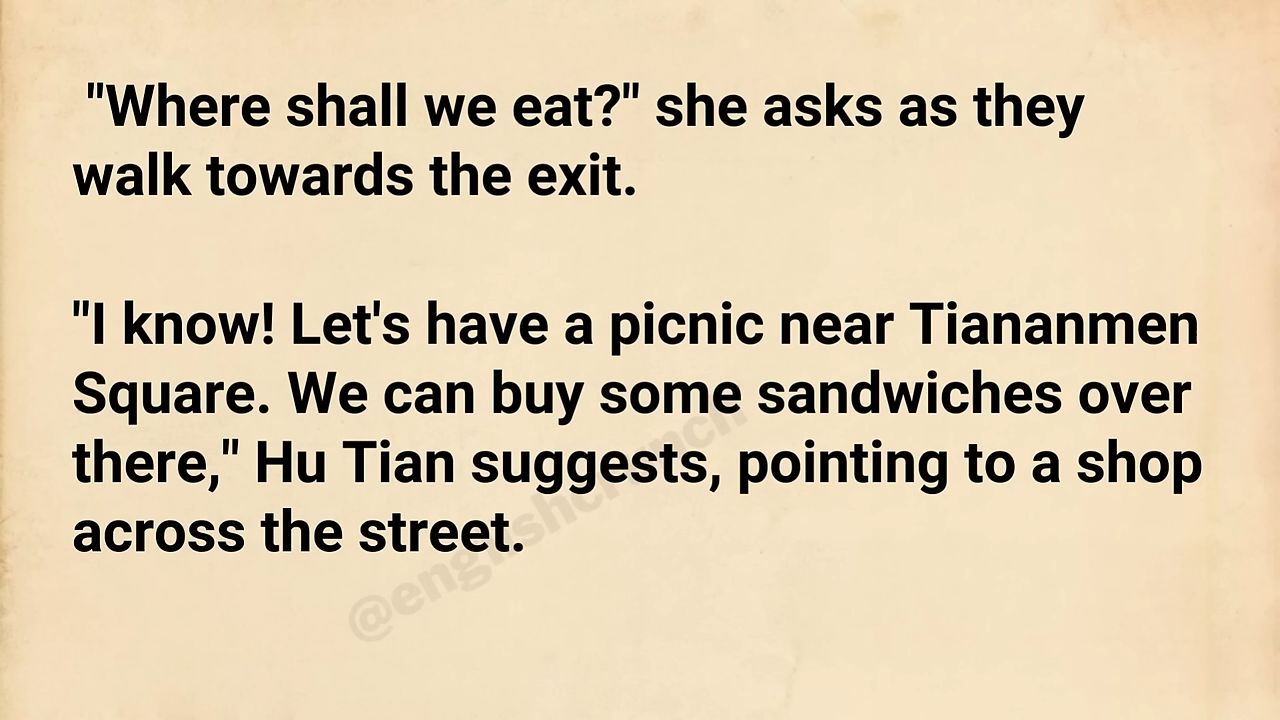 "Where shall we eat?" she asks as they
walk towards the exit.
"I know! Let's have a picnic near Tiananmen
Square. We can buy some sandwiches over
there," Hu Tian suggests, pointing to a shop
across the street.